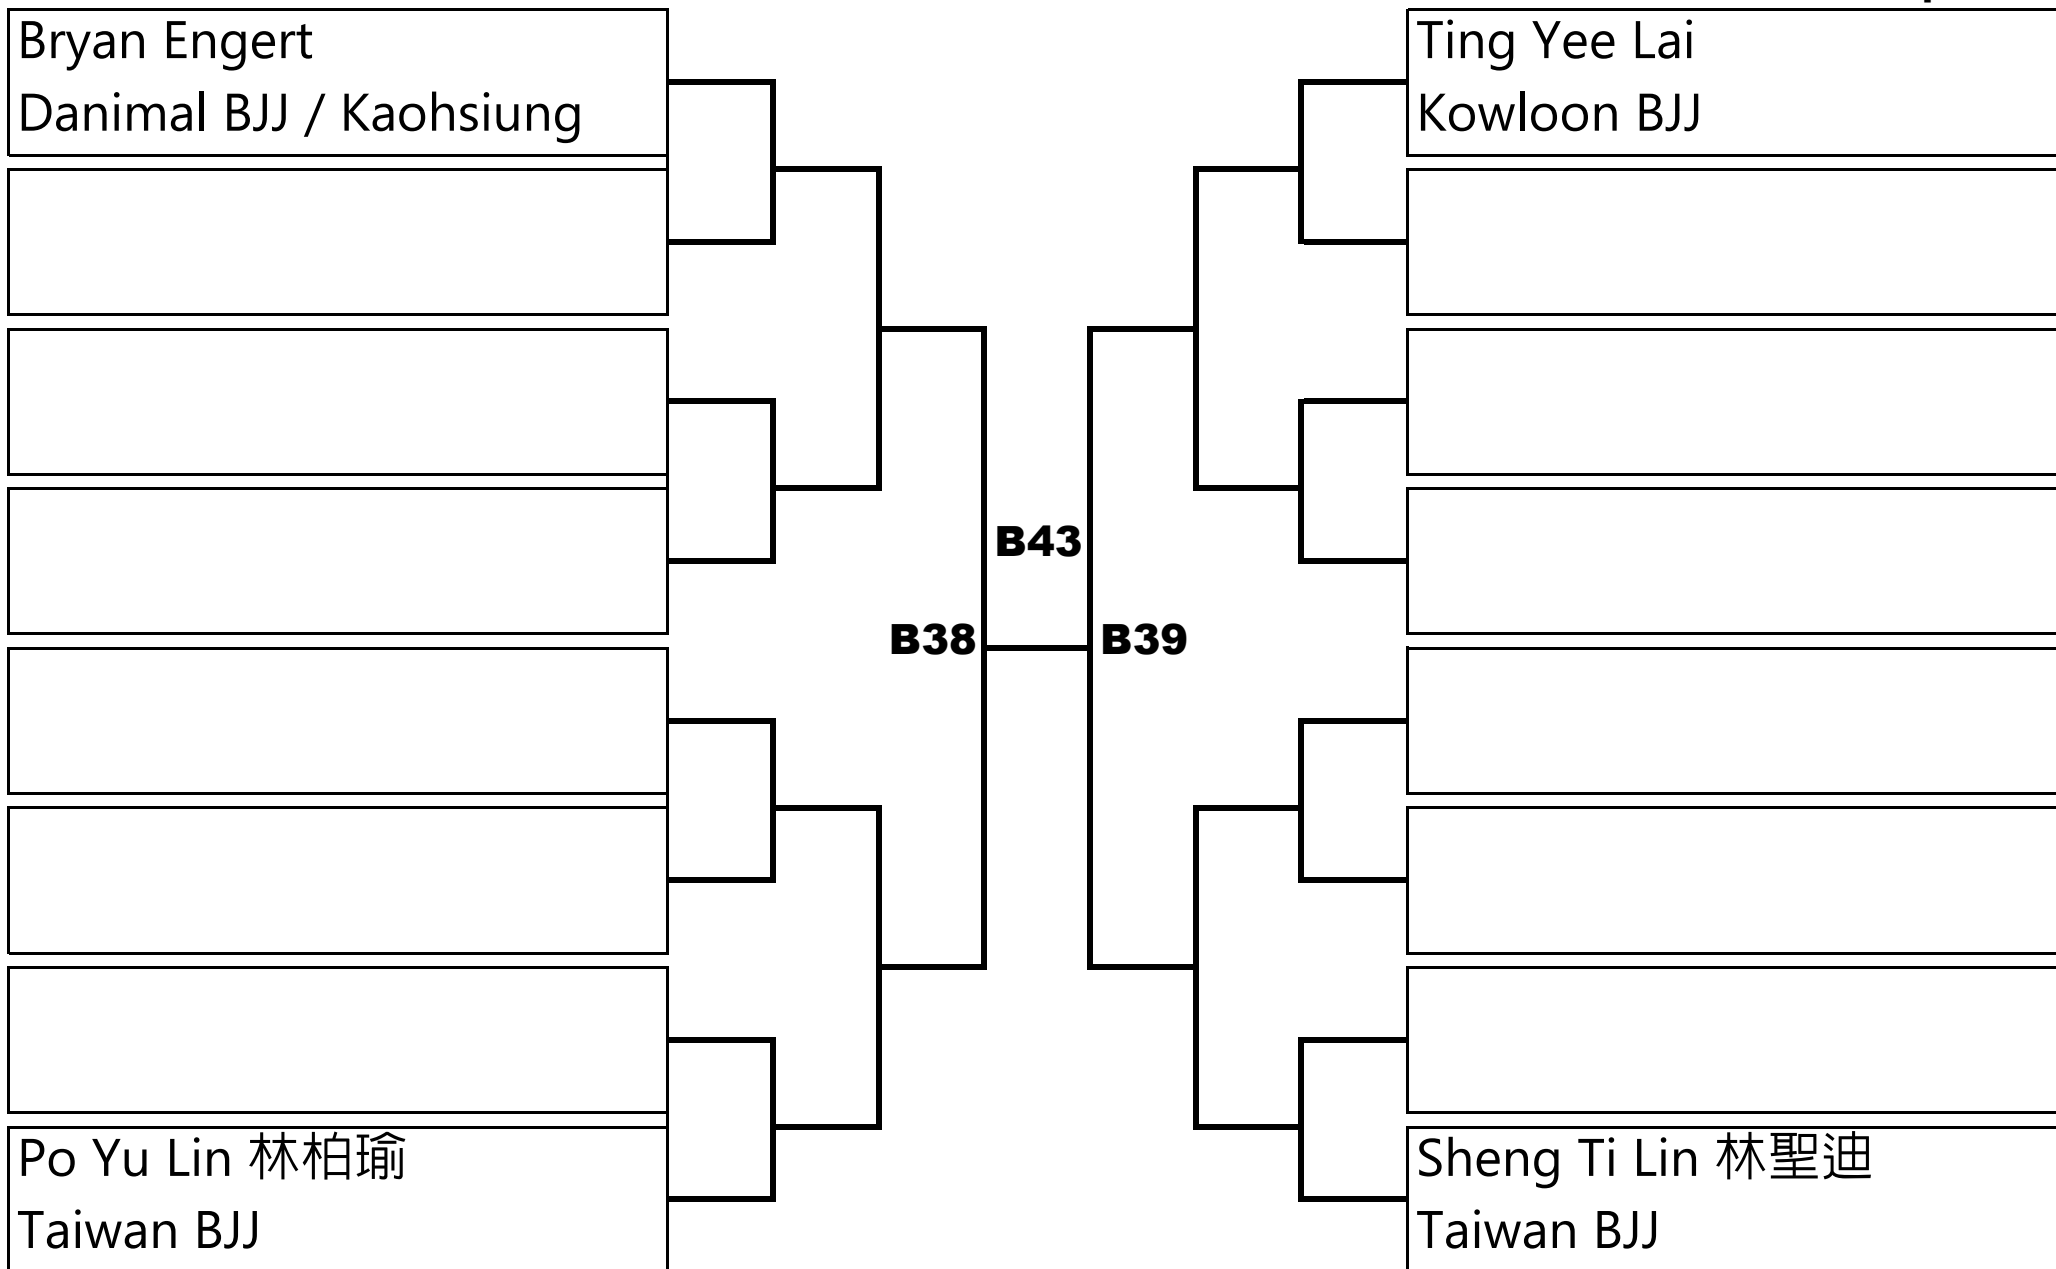 Bryan Engert
Danimal BJJ / Kaohsiung
Ting Yee Lai
Kowloon BJJ
B43
B38
B39
Po Yu Lin 林柏瑜
Taiwan BJJ
Sheng Ti Lin 林聖迪
Taiwan BJJ